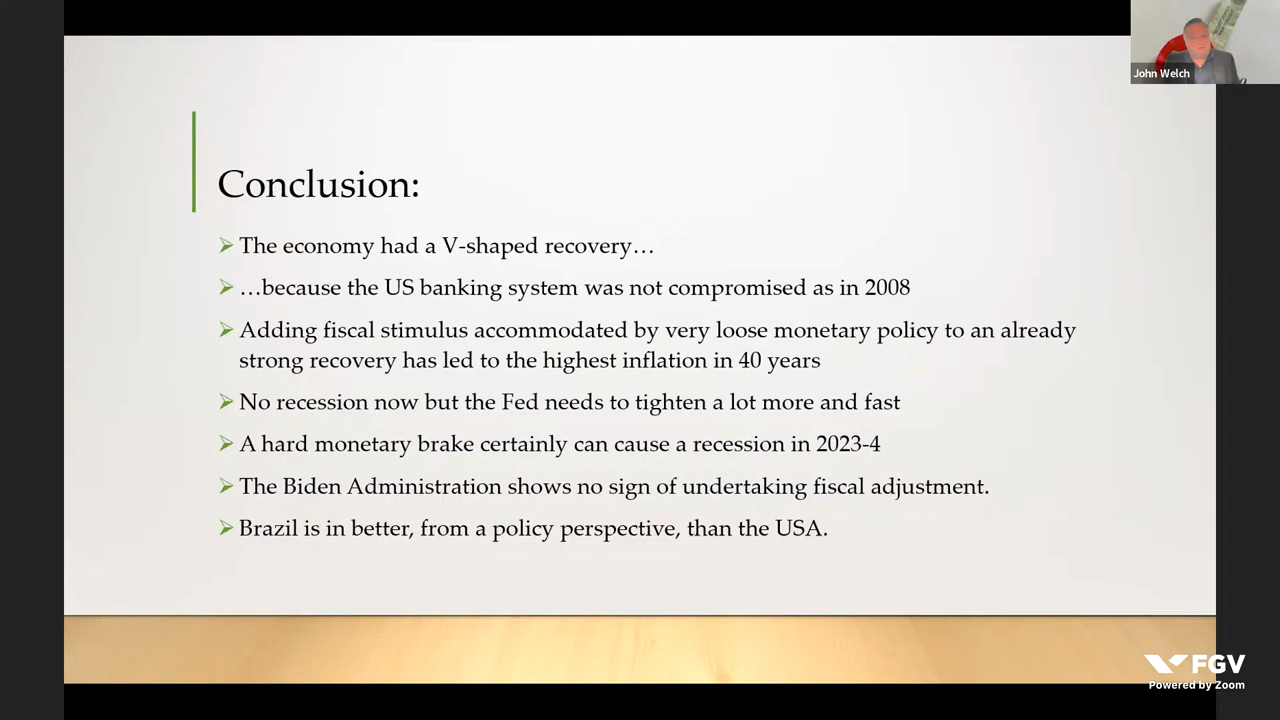 John Welch
Conclusion:
The economy had a V-shaped recovery…
…because the US banking system was not compromised as in 2008
Adding fiscal stimulus accommodated by very loose monetary policy to an already
strong recovery has led to the highest inflation in 40 years
No recession now but the Fed needs to tighten a lot more and fast
A hard monetary brake certainly can cause a recession in 2023-4
The Biden Administration shows no sign of undertaking fiscal adjustment.
Brazil is in better, from a policy perspective, than the USA.
FGV
Powered by Zoom